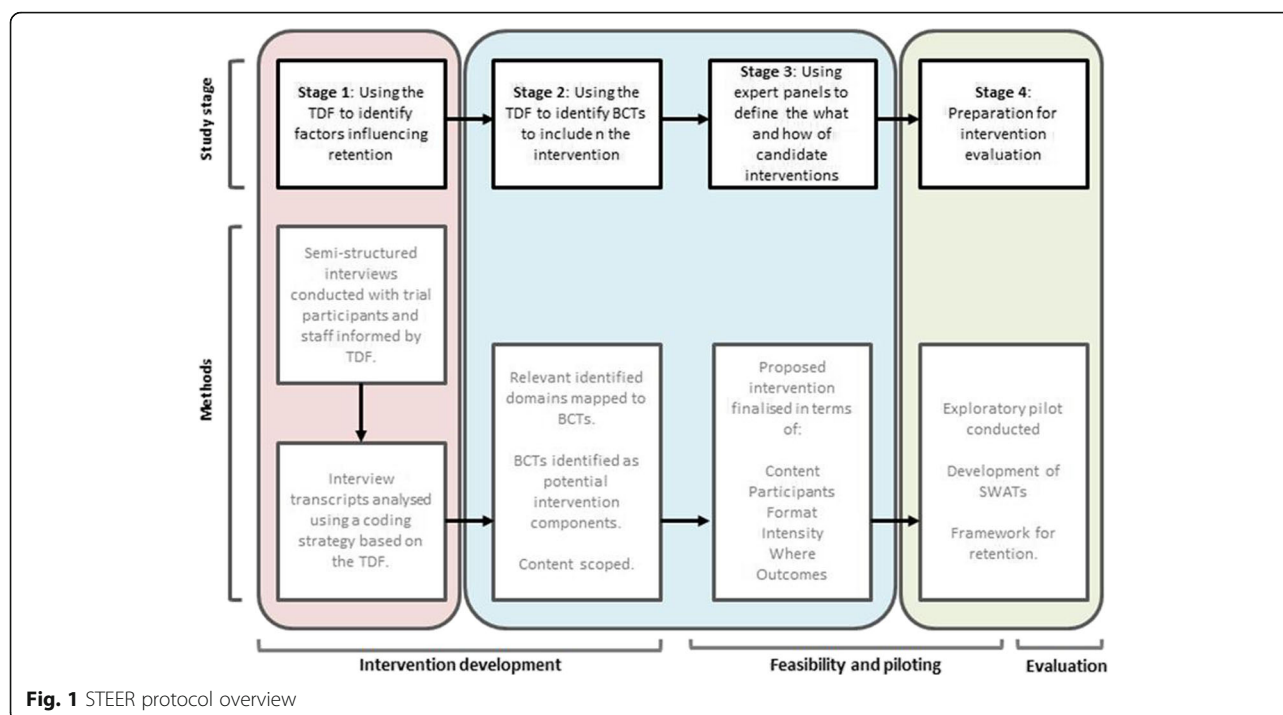 Study stage
Stage 1: Using the
TDF to identify
factors influencing
retention
Stage 2: Using the
TDF to identify BCTs
to include n the
intervention
Stage 3: Using
expert panels to
define the what
and how of
candidate
interventions
Stage 4:
Preparation for
intervention
evaluation
Methods
Semi-structured
interviews
conducted with trial
participants and
staff informed by
TDF.
Interview
transcripts analysed
using a coding
strategy based on
the TDF.
Relevant identified
domains mapped to
BCTs.
BCTs identified as
potential
intervention
components.
Content scoped.
Proposed
intervention
finalised in terms
of:
Content
Participants
Format
Intensity
Where
Outcomes
Exploratory pilot
conducted
Development of
SWATs
Framework for
retention.
Intervention development
Feasibility and piloting
Evaluation
Fig. 1 STEER protocol overview